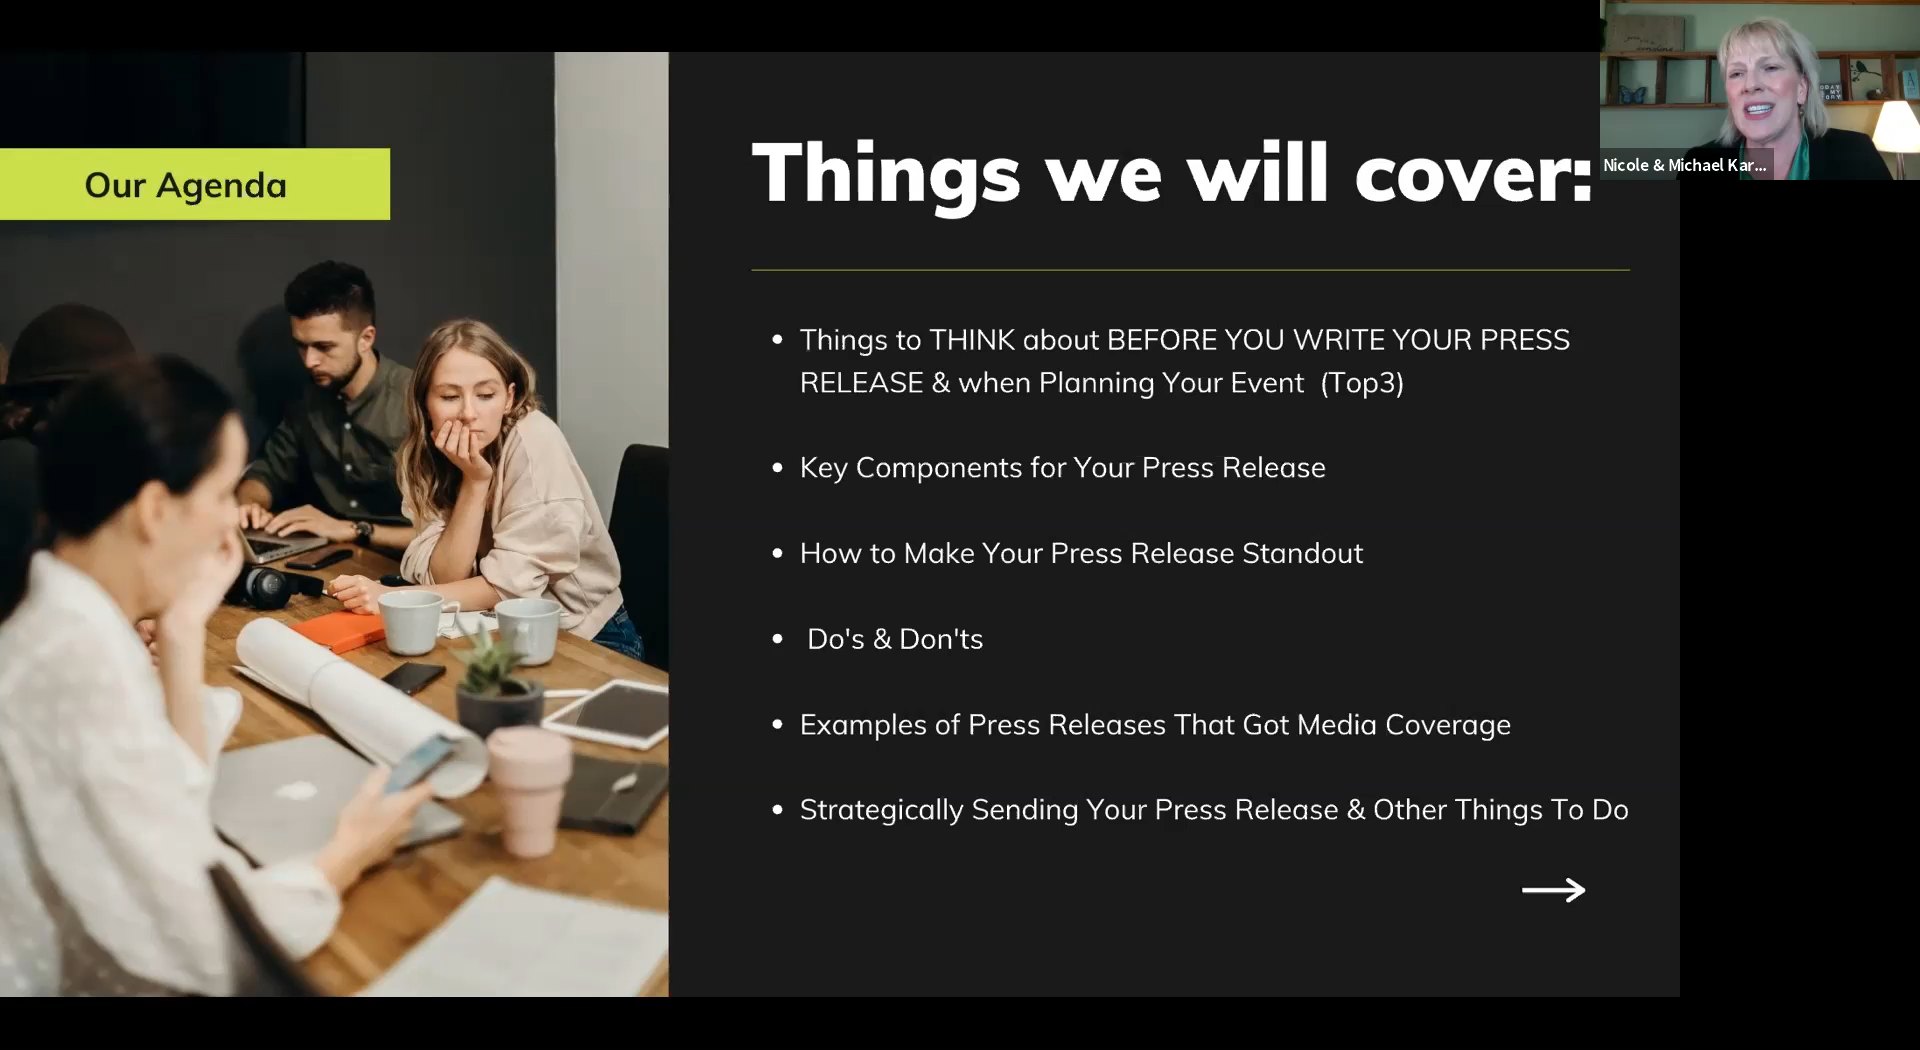 Our Agenda
Things we will cover:
• Things to THINK about BEFORE YOU WRITE YOUR PRESS
RELEASE & when Planning Your Event (Top3)
• Key Components for Your Press Release
• How to Make Your Press Release Standout
• Do's & Don'ts
• Examples of Press Releases That Got Media Coverage
• Strategically Sending Your Press Release & Other Things To Do
Nicole & Michael Kar...